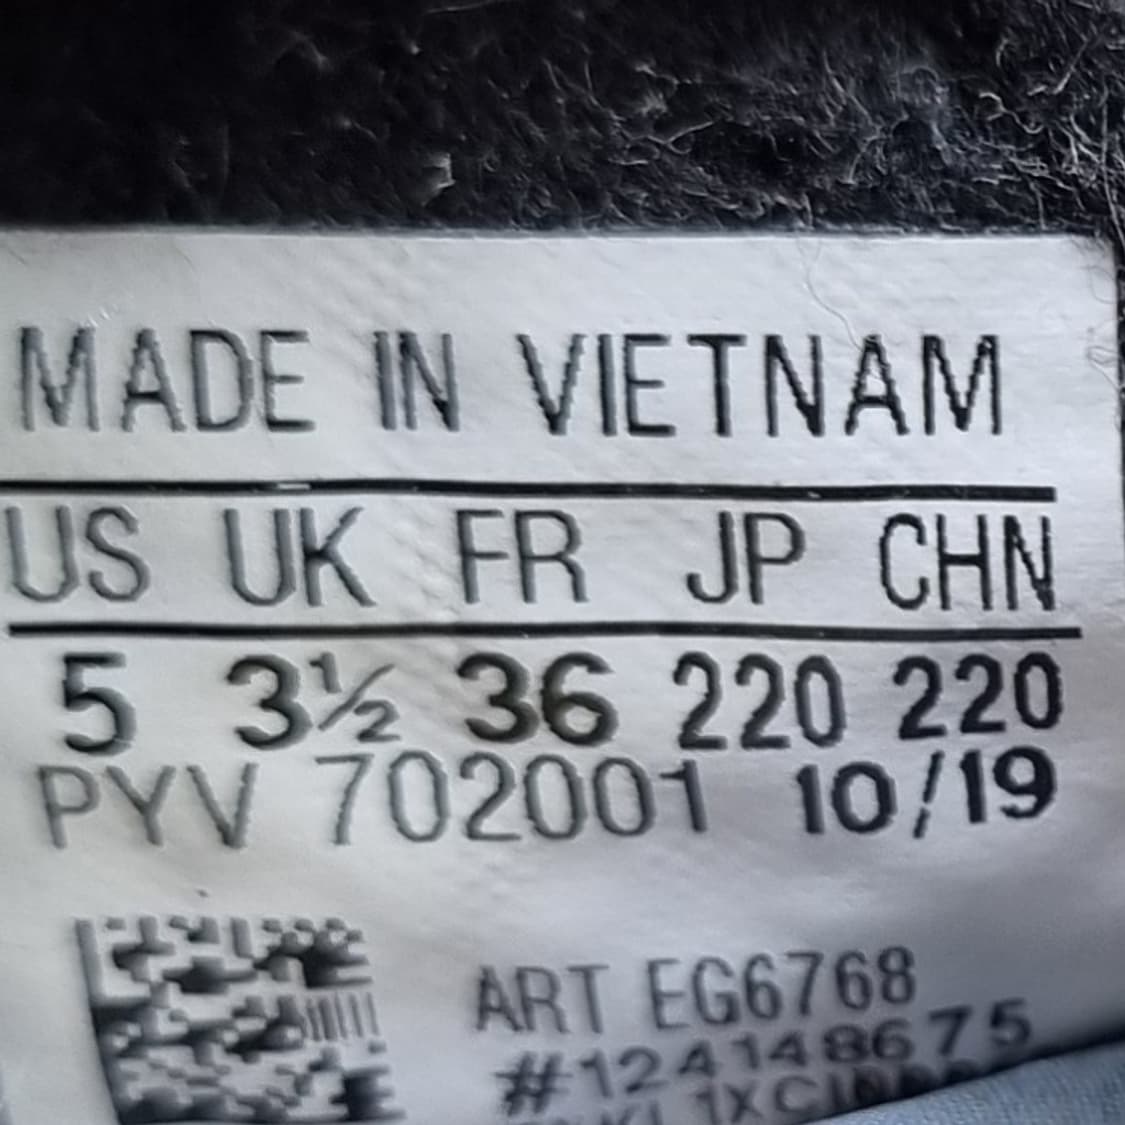 MADE IN VIETNAM
US UK FR JP CHN
5 3½ 36 220 220
PYV 702001 10/19
ART EG6768
#124148675